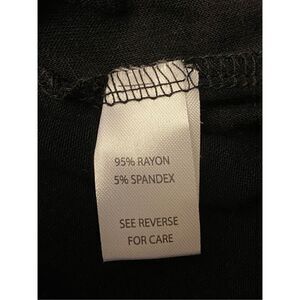 95% RAYON
5% SPANDEX
SEE REVERSE
FOR CARE